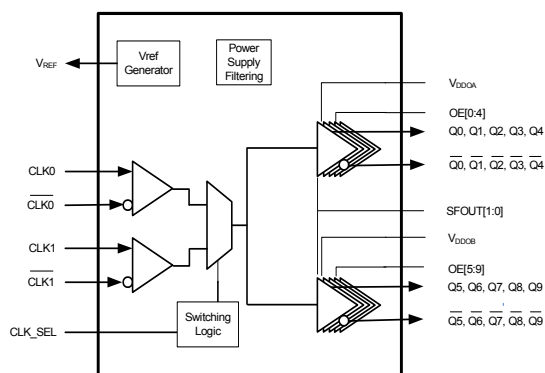 Vref
Generator
Power
Supply
Filtering
VREF
VDDOA
OE[0:4]
Q0, Q1, Q2, Q3, Q4
Q0, Q1, Q2, Q3, Q4
CLK0
CLK0
CLK1
CLK1
SFOUT[1:0]
VDDOB
OE[5:9]
Q5, Q6, Q7, Q8, Q9
Q5, Q6, Q7, Q8, Q9
Switching
Logic
CLK_SEL